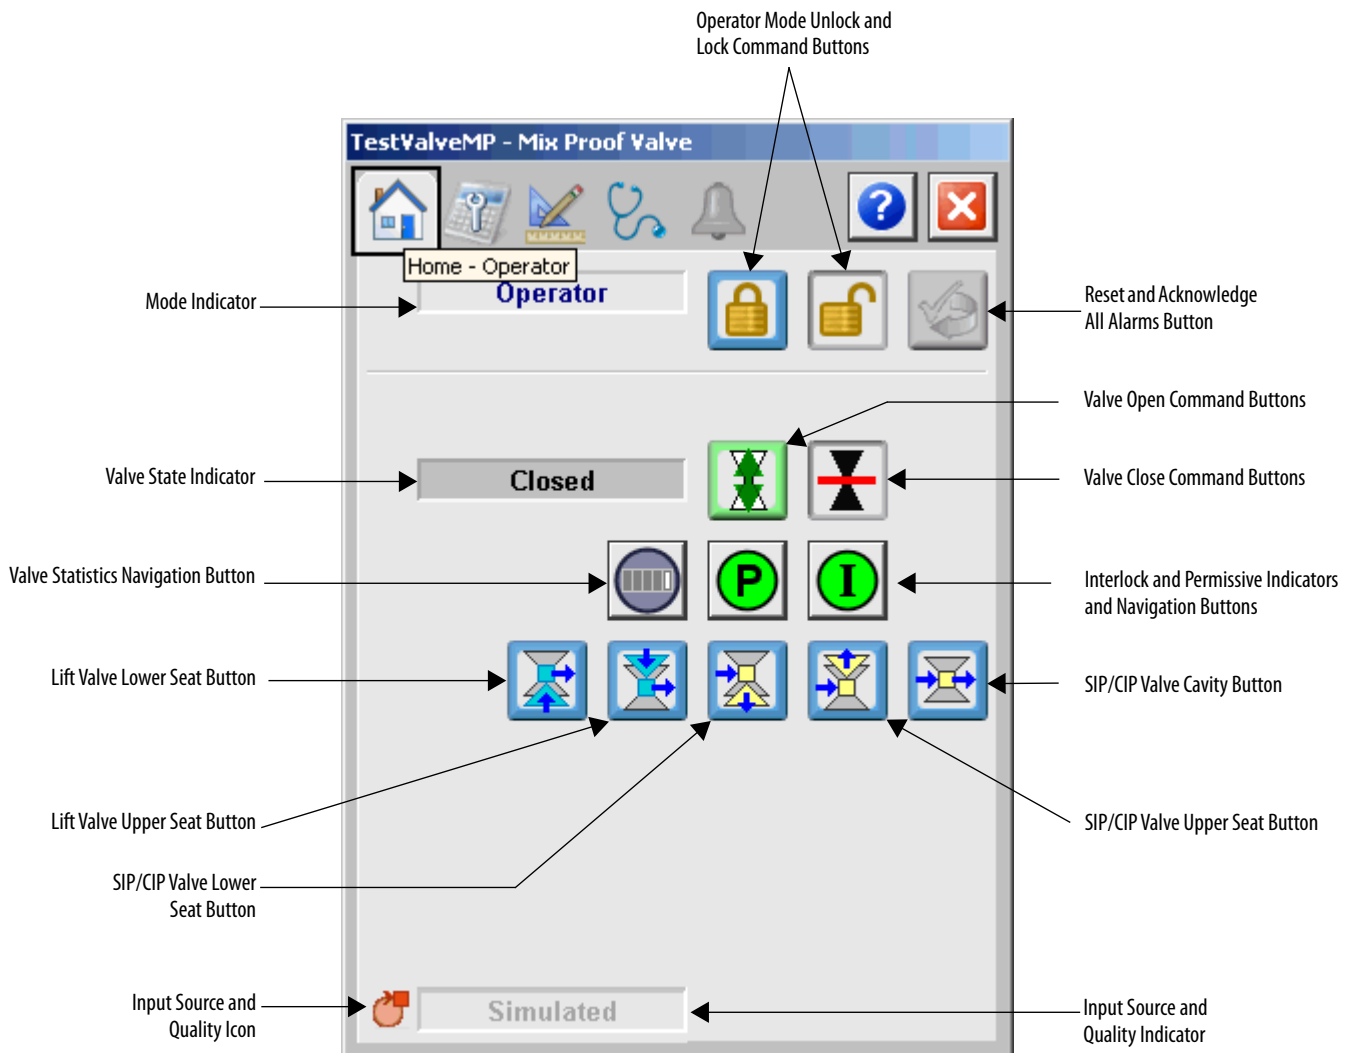 Operator Mode Unlock and
Lock Command Buttons
TestValveMP - Mix Proof Valve
?
Home - Operator
Operator
Mode Indicator
Reset and Acknowledge
All Alarms Button
Valve Open Command Buttons
Valve State Indicator
Closed
Valve Close Command Buttons
Valve Statistics Navigation Button
P
I
Interlock and Permissive Indicators
and Navigation Buttons
Lift Valve Lower Seat Button
SIP/CIP Valve Cavity Button
Lift Valve Upper Seat Button
SIP/CIP Valve Upper Seat Button
SIP/CIP Valve Lower
Seat Button
Input Source and
Quality Icon
Simulated
Input Source and
Quality Indicator